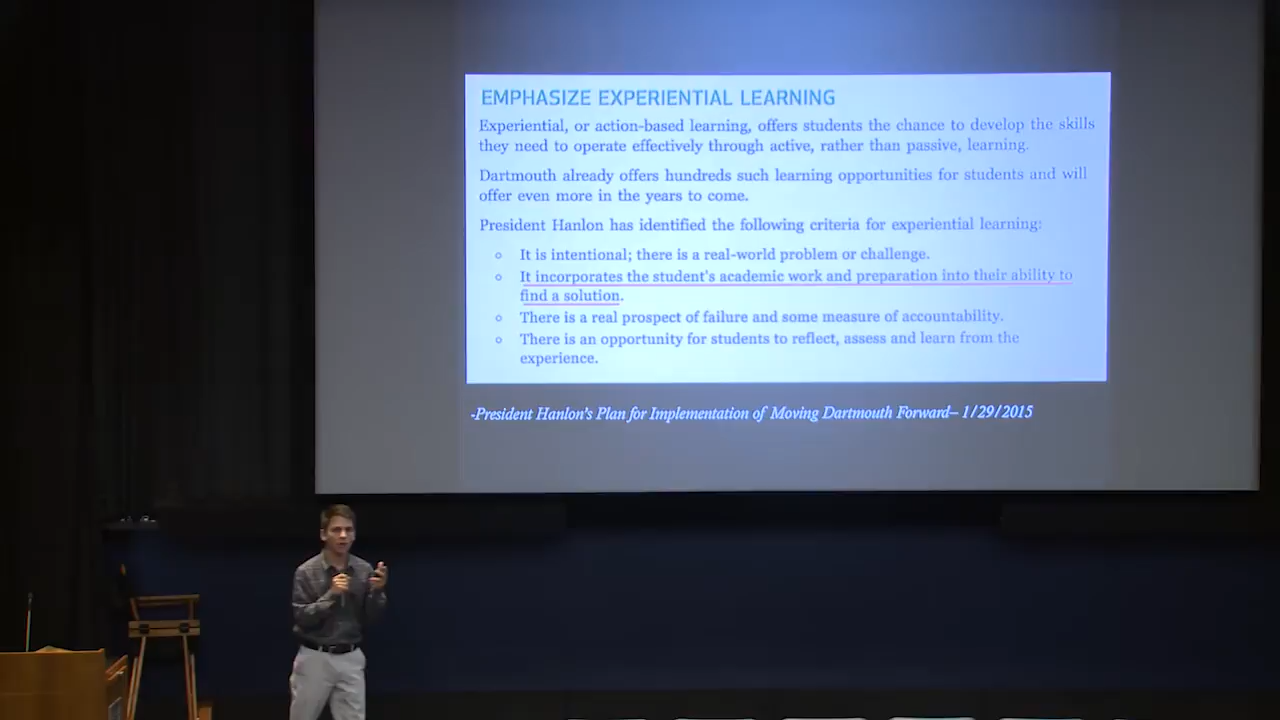 EMPHASIZE EXPERIENTIAL LEARNING
Experiential, or action-based learning, offers students the chance to develop the skills
they need to operate effectively through active, rather than passive, learning.
Dartmouth already offers hundreds such learning opportunities for students and will
offer even more in the years to come.
President Hanlon has identified the following criteria for experiential learning:
○ It is intentional; there is a real-world problem or challenge.
○ It incorporates the student's academic work and preparation into their ability to
find a solution.
○ There is a real prospect of failure and some measure of accountability.
○ There is an opportunity for students to reflect, assess and learn from the
experience.
-President Hanlon's Plan for Implementation of Moving Dartmouth Forward– 1/29/2015